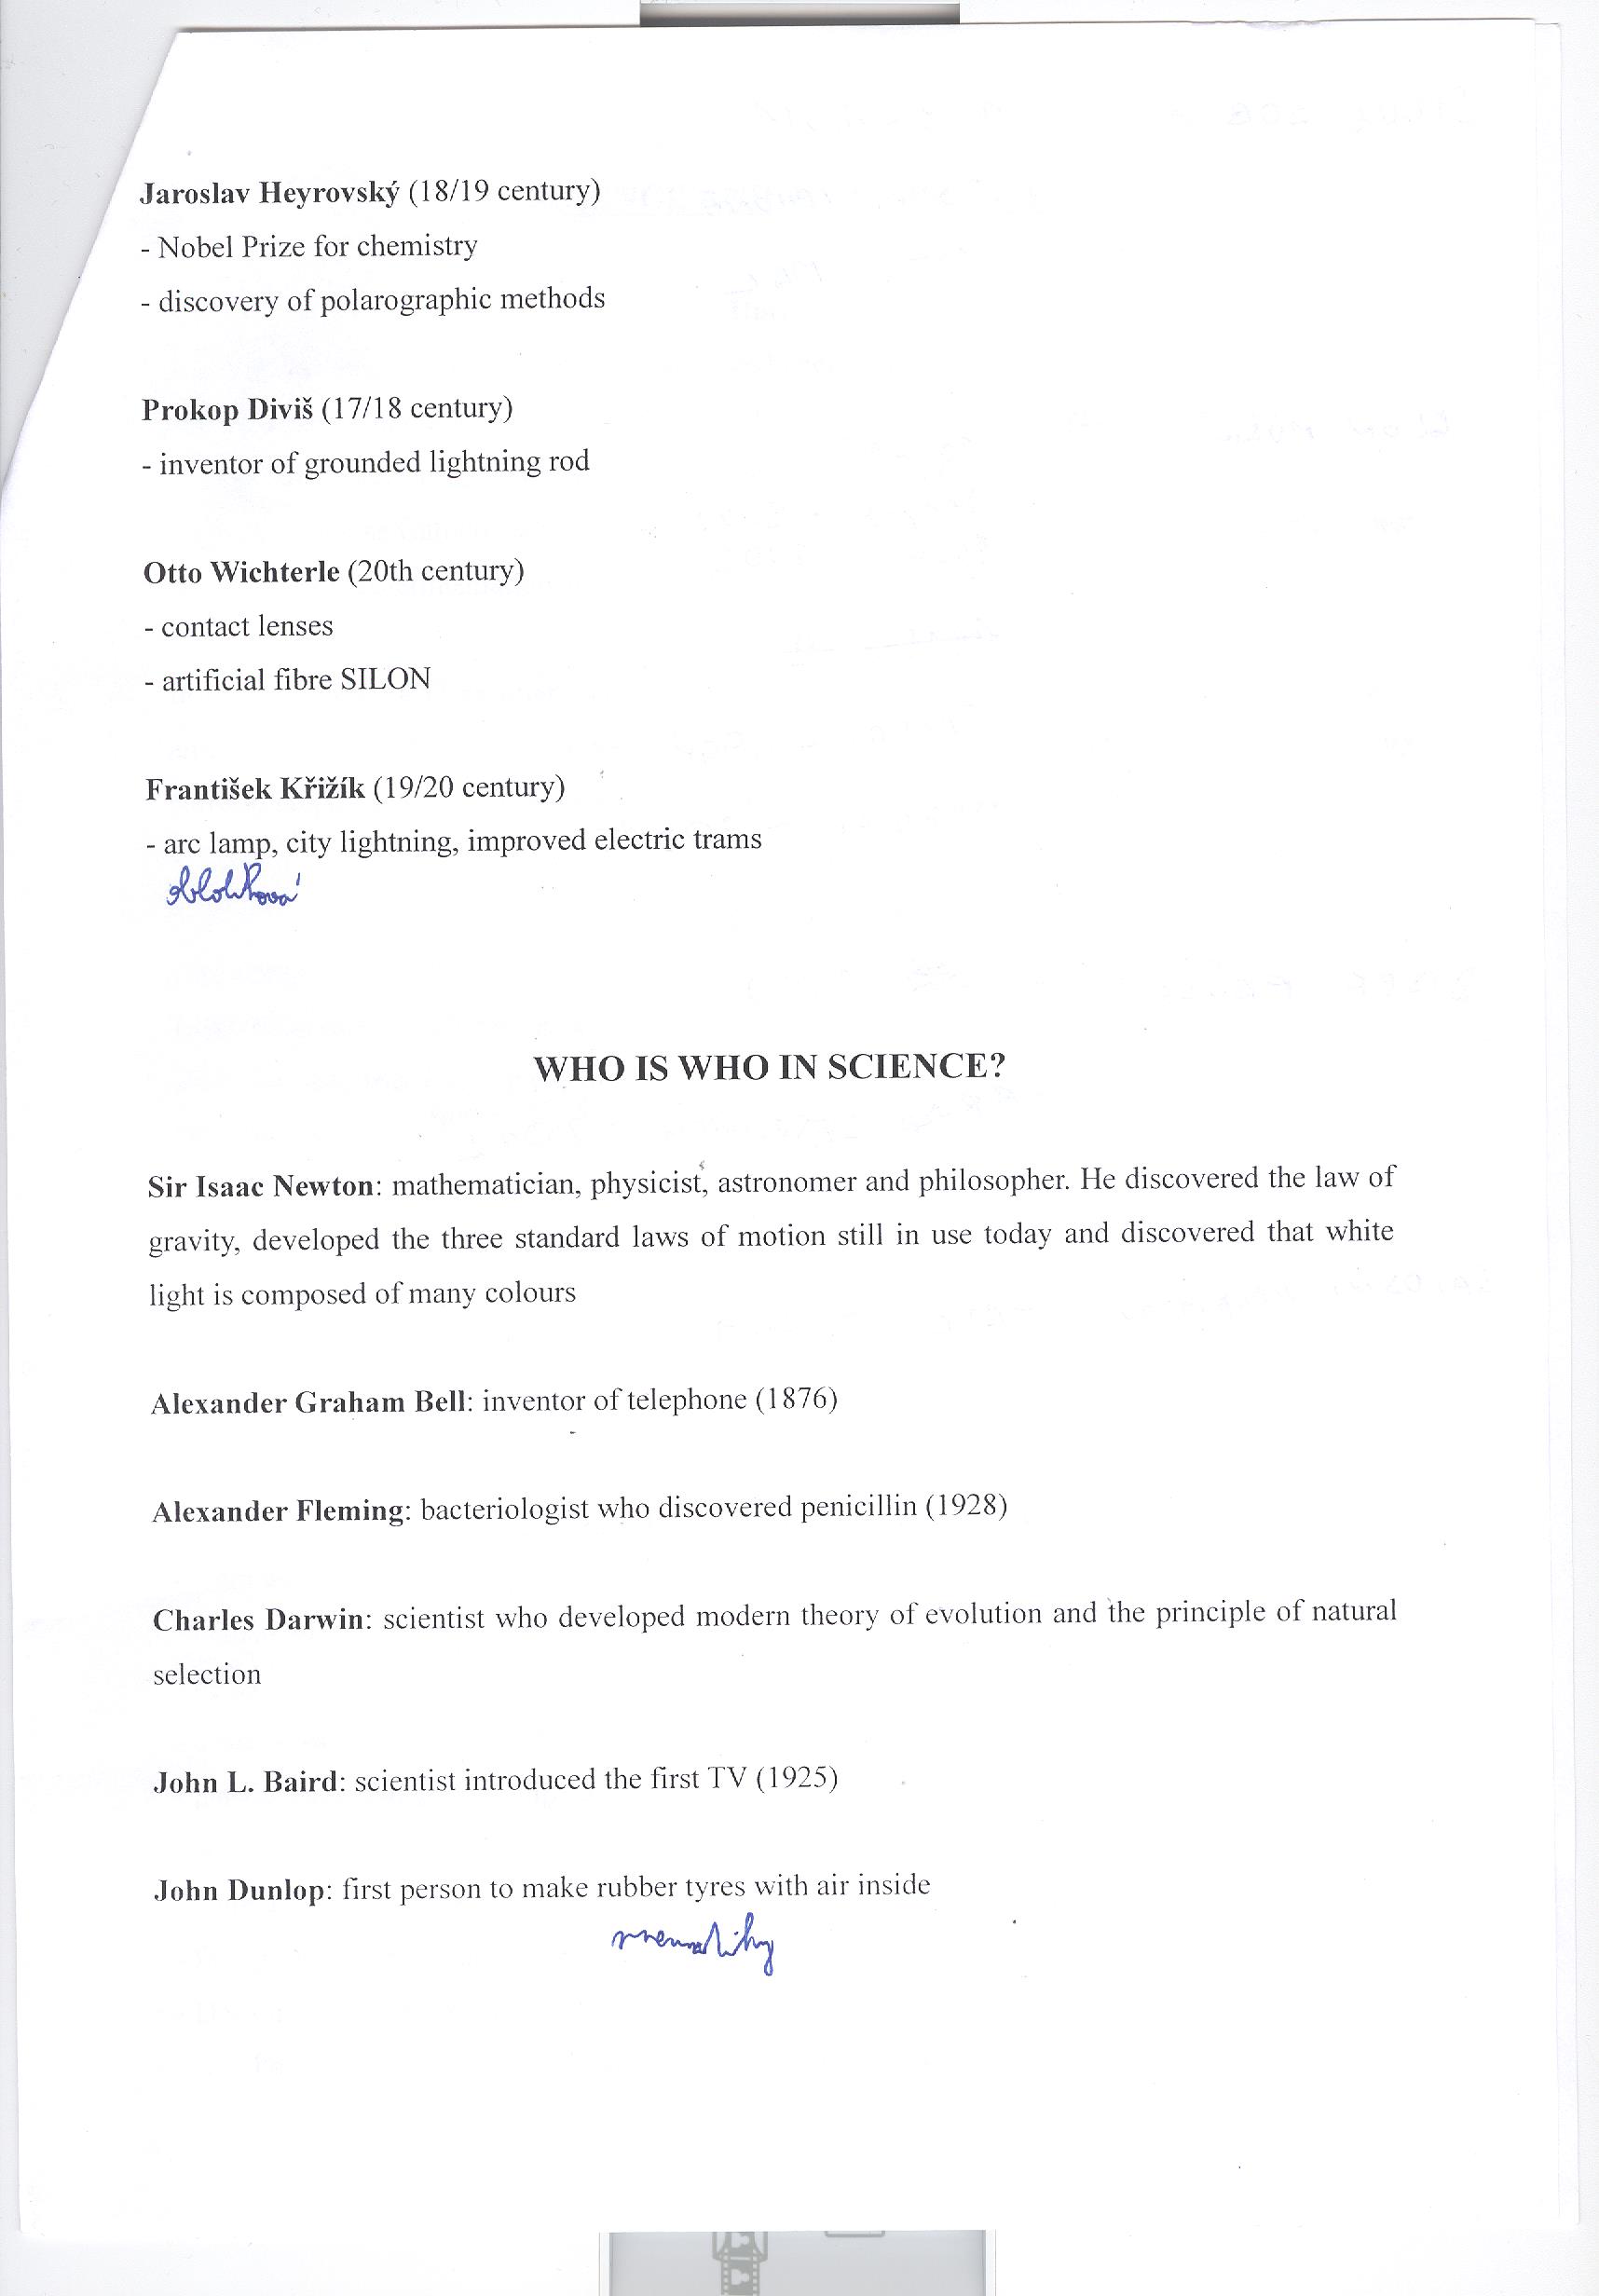 Jaroslav Heyrovský (18/19 century)
- Nobel Prize for chemistry
- discovery of polarographic methods
Prokop Diviš (17/18 century)
- inventor of grounded lightning rod
Otto Wichterle (20th century)
- contact lenses
- artificial fibre SILON
František Křižík (19/20 century)
- arc lamp, city lightning, improved electric trams
obloukova'
WHO IS WHO IN SCIENCE?
Sir Isaac Newton: mathematician, physicist, astronomer and philosopher. He discovered the law of
gravity, developed the three standard laws of motion still in use today and discovered that white
light is composed of many colours
Alexander Graham Bell: inventor of telephone (1876)
Alexander Fleming: bacteriologist who discovered penicillin (1928)
Charles Darwin: scientist who developed modern theory of evolution and the principle of natural
selection
John L. Baird: scientist introduced the first TV (1925)
John Dunlop: first person to make rubber tyres with air inside